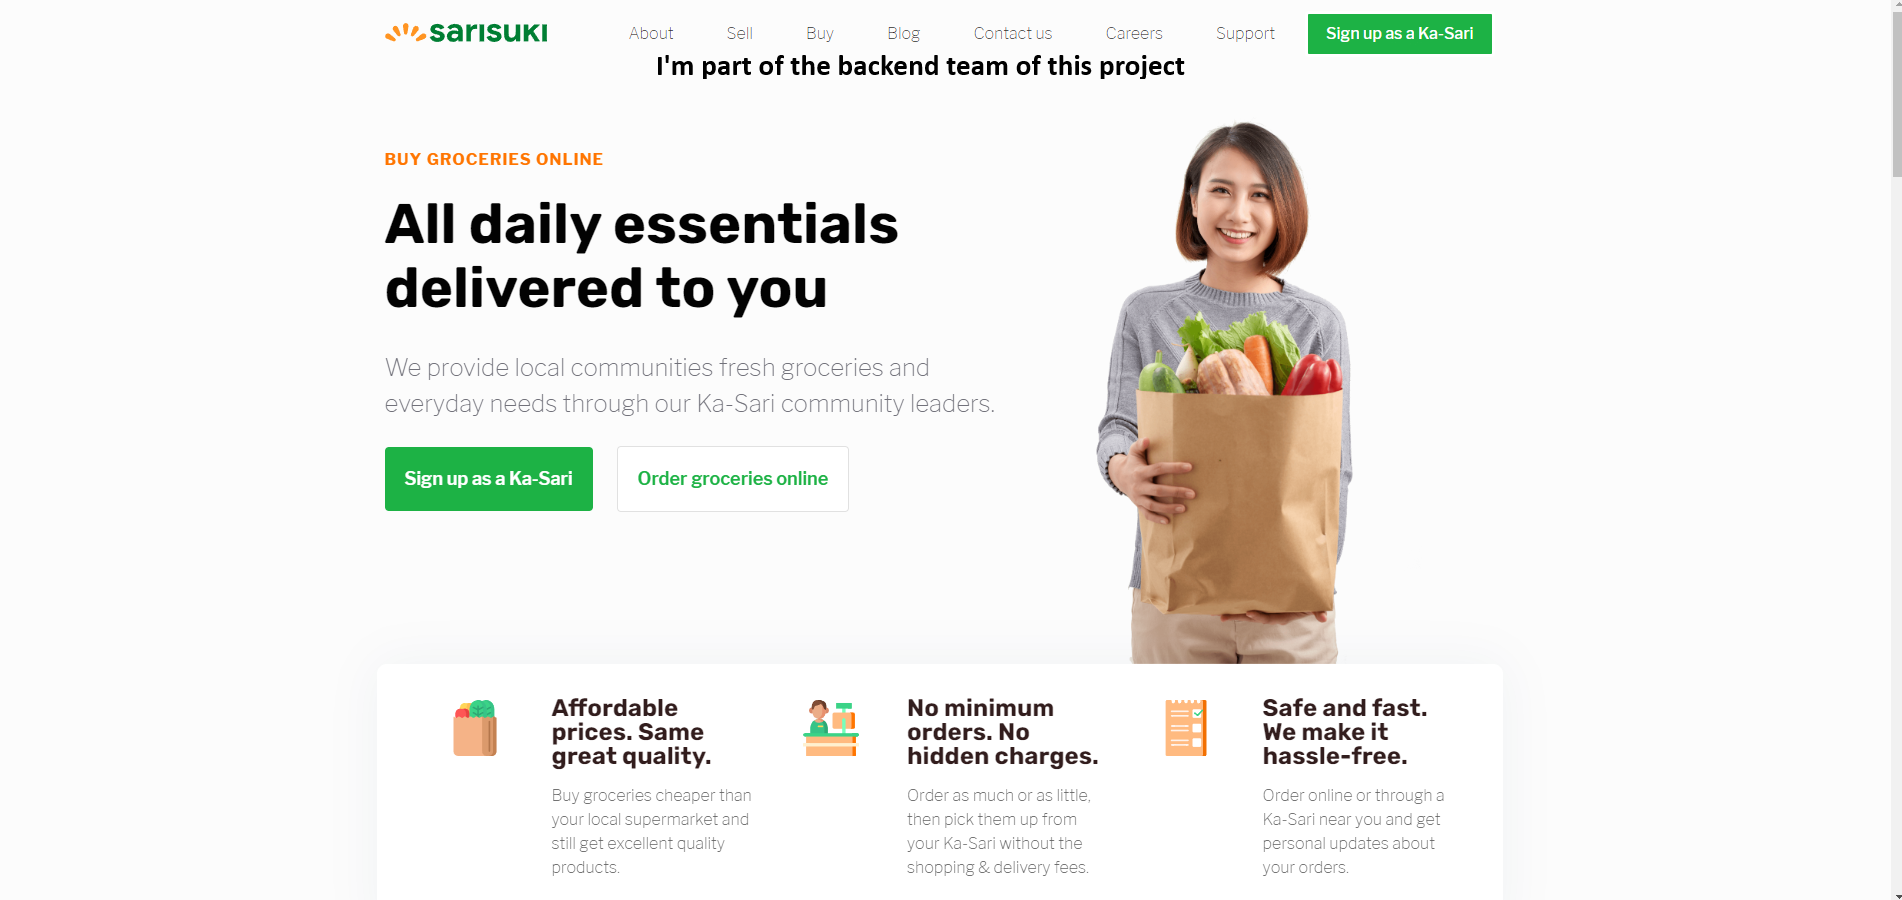 sarisuki
About Sell Buy Blog Contact us Careers Support Sign up as a Ka-Sari
I'm part of the backend team of this project
BUY GROCERIES ONLINE
All daily essentials
delivered to you
We provide local communities fresh groceries and
everyday needs through our Ka-Sari community leaders.
Sign up as a Ka-Sari
Order groceries online
Affordable
prices. Same
great quality.
Buy groceries cheaper than
your local supermarket and
still get excellent quality
products.
No minimum
orders. No
hidden charges.
Order as much or as little,
then pick them up from
your Ka-Sari without the
shopping & delivery fees.
Safe and fast.
We make it
hassle-free.
Order online or through a
Ka-Sari near you and get
personal updates about
your orders.